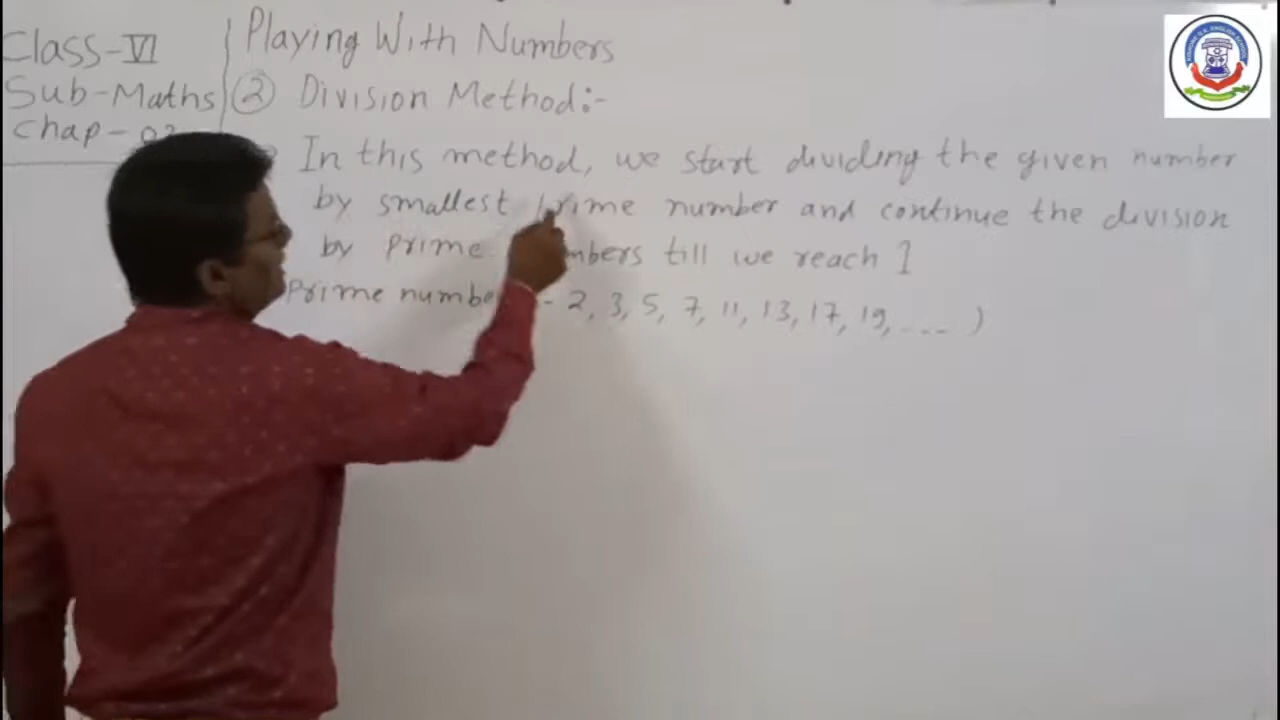 Class-VI
Sub-Maths
Chap-03
Playing With Numbers
② Division Method:-
In this method, we start dividing the given number
by smallest prime number and continue the division
by prime numbers till we reach 1
Prime number - 2, 3, 5, 7, 11, 13, 17, 19, .... )